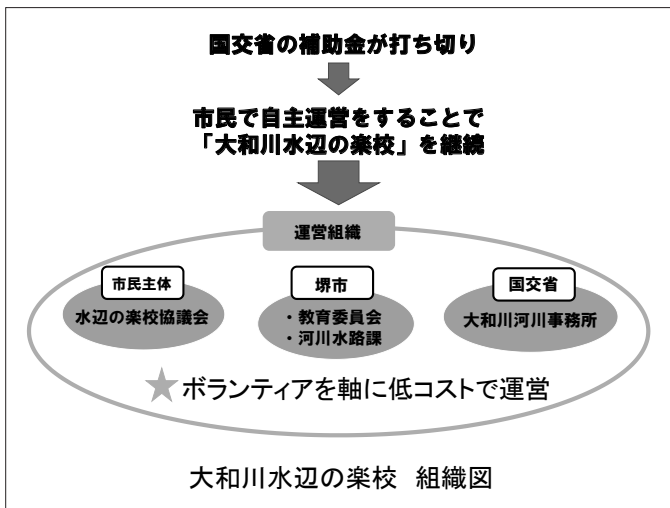 国交省の補助金が打ち切り
市民で自主運営をすることで
「大和川水辺の楽校」を継続
運営組織
市民主体
水辺の楽校協議会
堺市
・教育委員会
・河川水路課
国交省
大和川河川事務所
★ボランティアを軸に低コストで運営
大和川水辺の楽校 組織図